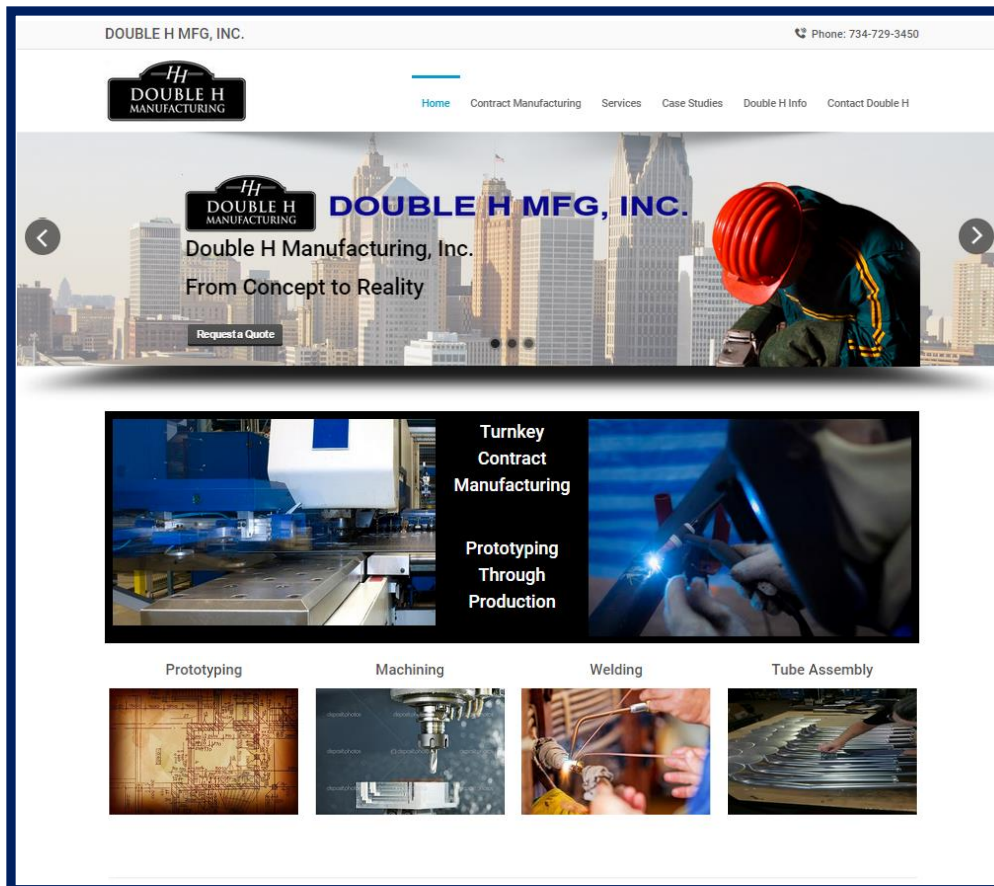 DOUBLE H MFG, INC.
Phone: 734-729-3450
HH
DOUBLE H
MANUFACTURING
Home
Contract Manufacturing
Services
Case Studies
Double H Info
Contact Double H
HH
DOUBLE H
MANUFACTURING
DOUBLE H MFG, INC.
Double H Manufacturing, Inc.
From Concept to Reality
Request a Quote
Turnkey
Contract
Manufacturing
Prototyping
Through
Production
Prototyping
Machining
Welding
Tube Assembly
depositphotos